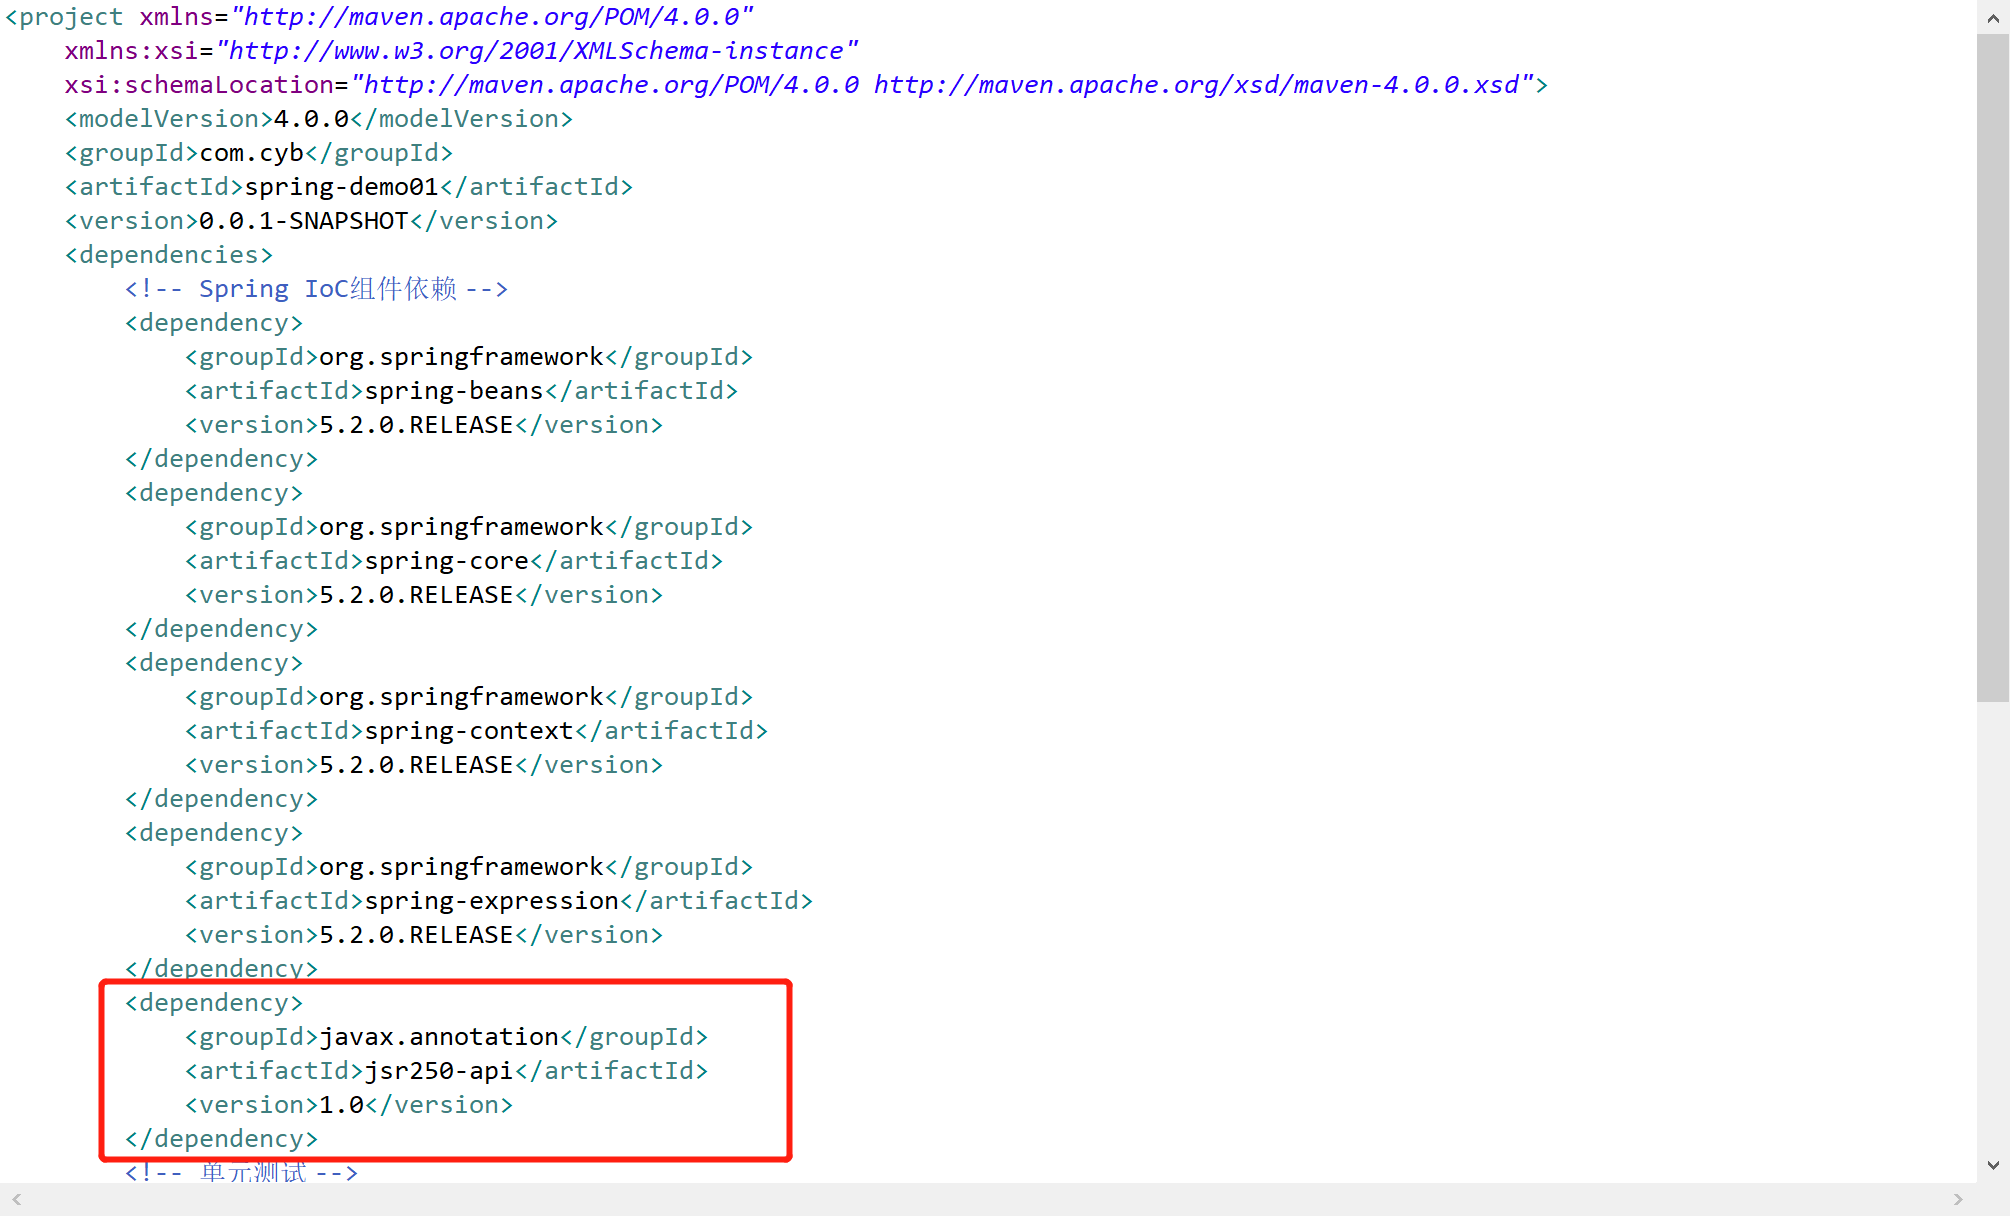 <project xmlns="http://maven.apache.org/POM/4.0.0"
    xmlns:xsi="http://www.w3.org/2001/XMLSchema-instance"
    xsi:schemaLocation="http://maven.apache.org/POM/4.0.0 http://maven.apache.org/xsd/maven-4.0.0.xsd">
    <modelVersion>4.0.0</modelVersion>
    <groupId>com.cyb</groupId>
    <artifactId>spring-demo01</artifactId>
    <version>0.0.1-SNAPSHOT</version>
    <dependencies>
        <!-- Spring IoC组件依赖 -->
        <dependency>
            <groupId>org.springframework</groupId>
            <artifactId>spring-beans</artifactId>
            <version>5.2.0.RELEASE</version>
        </dependency>
        <dependency>
            <groupId>org.springframework</groupId>
            <artifactId>spring-core</artifactId>
            <version>5.2.0.RELEASE</version>
        </dependency>
        <dependency>
            <groupId>org.springframework</groupId>
            <artifactId>spring-context</artifactId>
            <version>5.2.0.RELEASE</version>
        </dependency>
        <dependency>
            <groupId>org.springframework</groupId>
            <artifactId>spring-expression</artifactId>
            <version>5.2.0.RELEASE</version>
        </dependency>
        <dependency>
            <groupId>javax.annotation</groupId>
            <artifactId>jsr250-api</artifactId>
            <version>1.0</version>
        </dependency>
        <!-- 单元测试 -->